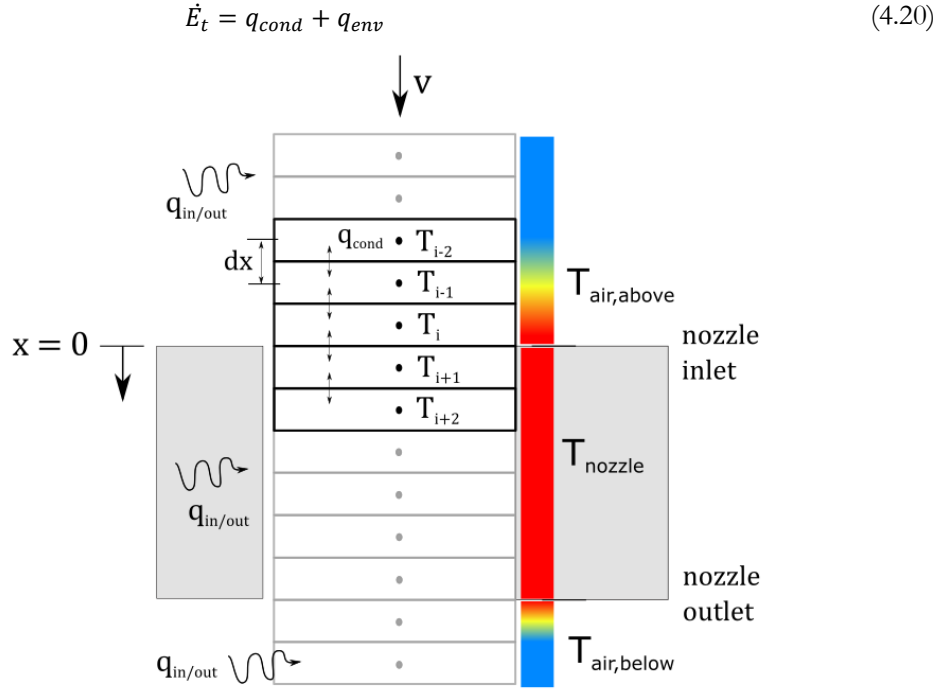 Ė_t = q_cond + q_env (4.20)
v
q_in/out
q_cond T_i-2
dx
T_i-1
T_air,above
T_i
x = 0
nozzle
inlet
T_i+1
T_i+2
T_nozzle
q_in/out
nozzle
outlet
q_in/out
T_air,below